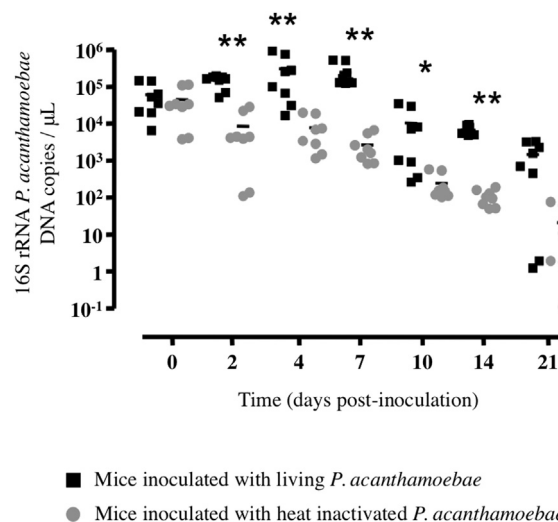 ** ** ** * **
10⁶
10⁵
10⁴
10³
10²
10
1
10⁻¹
16S rRNA P. acanthamoebae
DNA copies / μL
0 2 4 7 10 14 21
Time (days post-inoculation)
Mice inoculated with living P. acanthamoebae
Mice inoculated with heat inactivated P. acanthamoebae